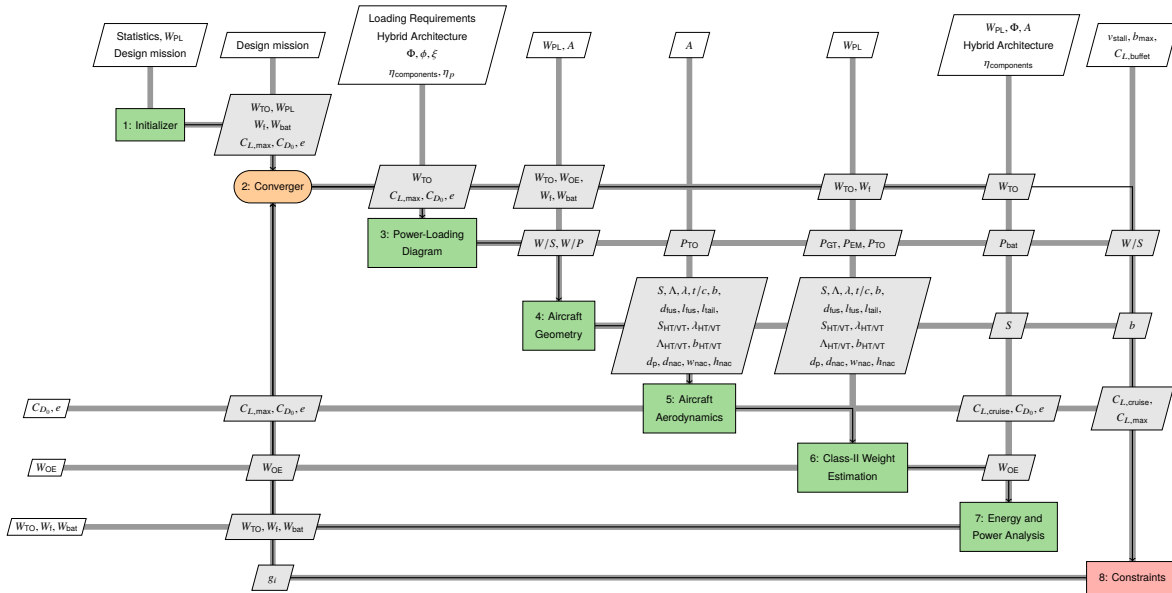 Statistics, W_PL
Design mission
Design mission
Loading Requirements
Hybrid Architecture
Φ, ϕ, ξ
η_components, η_p
W_PL, A
A
W_PL
W_PL, Φ, A
Hybrid Architecture
η_components
v_stall, b_max,
C_L,buffet
1: Initializer
W_TO, W_PL
W_f, W_bat
C_L,max, C_D₀, e
2: Converger
W_TO
C_L,max, C_D₀, e
W_TO, W_OE,
W_f, W_bat
W_TO, W_f
W_TO
3: Power-Loading
Diagram
W/S, W/P
P_TO
P_GT, P_EM, P_TO
P_bat
W/S
4: Aircraft
Geometry
S, Λ, λ, t/c, b,
d_fus, l_fus, l_tail,
S_HT/VT, λ_HT/VT
Λ_HT/VT, b_HT/VT
d_p, d_nac, w_nac, h_nac
S, Λ, λ, t/c, b,
d_fus, l_fus, l_tail,
S_HT/VT, λ_HT/VT
Λ_HT/VT, b_HT/VT
d_p, d_nac, w_nac, h_nac
S
b
C_D₀, e
C_L,max, C_D₀, e
5: Aircraft
Aerodynamics
C_L,cruise, C_D₀, e
C_L,cruise,
C_L,max
W_OE
W_OE
6: Class-II Weight
Estimation
W_OE
W_TO, W_f, W_bat
W_TO, W_f, W_bat
7: Energy and
Power Analysis
g_i
8: Constraints